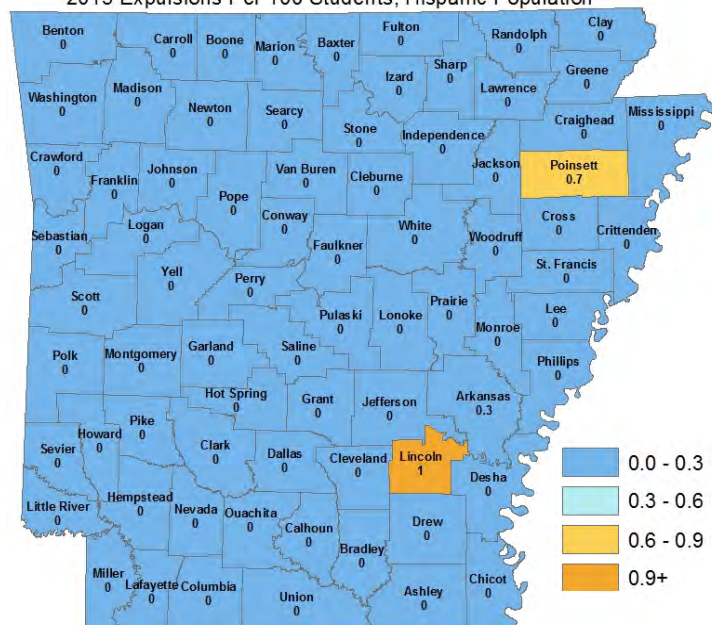 2015 Expulsions Per 100 Students, Hispanic Population
Benton
0
Carroll
0
Boone
0
Marion
0
Baxter
0
Fulton
0
Randolph
0
Clay
0
Washington
0
Madison
0
Newton
0
Searcy
0
Stone
0
Izard
0
Sharp
0
Lawrence
0
Greene
0
Independence
0
Craighead
0
Mississippi
0
Crawford
0
Franklin
0
Johnson
0
Pope
0
Van Buren
0
Cleburne
0
Jackson
0
Poinsett
0.7
Sebastian
0
Logan
0
Conway
0
Faulkner
0
White
0
Woodruff
0
Cross
0
Crittenden
0
Scott
0
Yell
0
Perry
0
St. Francis
0
Pulaski
0
Lonoke
0
Prairie
0
Monroe
0
Lee
0
Polk
0
Montgomery
0
Garland
0
Saline
0
Phillips
0
Hot Spring
0
Grant
0
Jefferson
0
Arkansas
0.3
Sevier
0
Howard
0
Pike
0
Clark
0
Dallas
0
Cleveland
0
Lincoln
1
Desha
0
Little River
0
Hempstead
0
Nevada
0
Ouachita
0
Calhoun
0
Bradley
0
Drew
0
Miller
0
Lafayette
0
Columbia
0
Union
0
Ashley
0
Chicot
0
0.0 - 0.3
0.3 - 0.6
0.6 - 0.9
0.9+